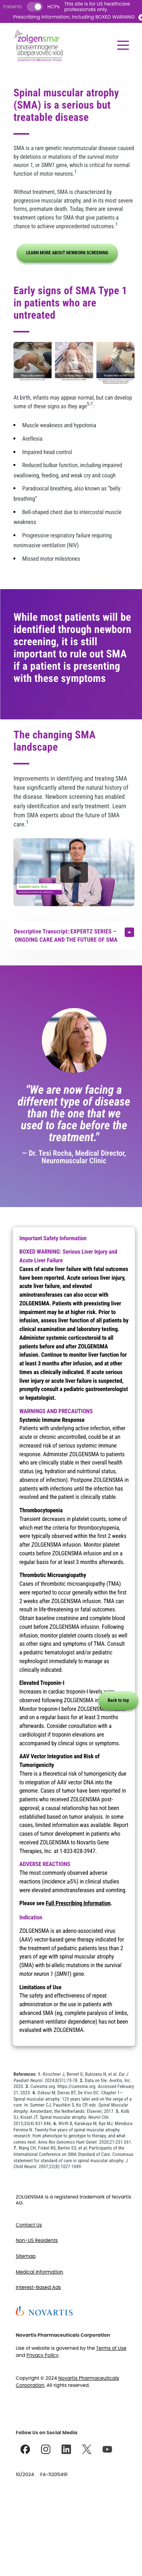 Patients
HCPs
This site is for US healthcare
professionals only.
Prescribing information, including BOXED WARNING
zolgensma
(onasemnogene
abeparvovec-xioi)
Spinal muscular atrophy
(SMA) is a serious but
treatable disease
SMA is a rare genetic neuromuscular disease caused
by deletions or mutations of the survival motor
neuron 1, or SMN1 gene, which is critical for normal
function of motor neurons.1
Without treatment, SMA is characterized by
progressive muscular atrophy, and in its most severe
forms, premature death. Today, there are several
treatment options for SMA that give patients a
chance to achieve unprecedented outcomes.1
LEARN MORE ABOUT NEWBORN SCREENING
Early signs of SMA Type 1
in patients who are
untreated
At birth, infants may appear normal, but can develop
some of these signs as they age5-7:
• Muscle weakness and hypotonia
• Areflexia
• Impaired head control
• Reduced bulbar function, including impaired
swallowing, feeding, and weak cry and cough
• Paradoxical breathing, also known as “belly
breathing”
• Bell-shaped chest due to intercostal muscle
weakness
• Progressive respiratory failure requiring
noninvasive ventilation (NIV)
• Missed motor milestones
While most patients will be
identified through newborn
screening, it is still
important to rule out SMA
if a patient is presenting
with these symptoms
The changing SMA
landscape
Improvements in identifying and treating SMA
have significantly altered the natural history of
the disease. Newborn screening has enabled
early identification and early treatment. Learn
from SMA experts about the future of SMA
care.1
Descriptive Transcript: EXPERTZ SERIES –
ONGOING CARE AND THE FUTURE OF SMA
"We are now facing a
different type of disease
than the one that we
used to face before the
treatment."
— Dr. Tesi Rocha, Medical Director,
Neuromuscular Clinic
Important Safety Information
BOXED WARNING: Serious Liver Injury and
Acute Liver Failure
Cases of acute liver failure with fatal outcomes
have been reported. Acute serious liver injury,
acute liver failure, and elevated
aminotransferases can also occur with
ZOLGENSMA. Patients with preexisting liver
impairment may be at higher risk. Prior to
infusion, assess liver function of all patients by
clinical examination and laboratory testing.
Administer systemic corticosteroid to all
patients before and after ZOLGENSMA
infusion. Continue to monitor liver function for
at least 3 months after infusion, and at other
times as clinically indicated. If acute serious
liver injury or acute liver failure is suspected,
promptly consult a pediatric gastroenterologist
or hepatologist.
WARNINGS AND PRECAUTIONS
Systemic Immune Response
Patients with underlying active infection, either
acute or chronic uncontrolled, could be at an
increased risk of serious systemic immune
response. Administer ZOLGENSMA to patients
who are clinically stable in their overall health
status (eg, hydration and nutritional status,
absence of infection). Postpone ZOLGENSMA in
patients with infections until the infection has
resolved and the patient is clinically stable.
Thrombocytopenia
Transient decreases in platelet counts, some of
which met the criteria for thrombocytopenia,
were typically observed within the first 2 weeks
after ZOLGENSMA infusion. Monitor platelet
counts before ZOLGENSMA infusion and on a
regular basis for at least 3 months afterwards.
Thrombotic Microangiopathy
Cases of thrombotic microangiopathy (TMA)
were reported to occur generally within the first
2 weeks after ZOLGENSMA infusion. TMA can
result in life-threatening or fatal outcomes.
Obtain baseline creatinine and complete blood
count before ZOLGENSMA infusion. Following
infusion, monitor platelet counts closely as well
as other signs and symptoms of TMA. Consult
a pediatric hematologist and/or pediatric
nephrologist immediately to manage as
clinically indicated.
Elevated Troponin-I
Increases in cardiac troponin-I levels were
observed following ZOLGENSMA
Back to top
Monitor troponin-I before ZOLGENSMA
and on a regular basis for at least 3 months
afterwards. Consider consultation with a
cardiologist if troponin elevations are
accompanied by clinical signs or symptoms.
AAV Vector Integration and Risk of
Tumorigenicity
There is a theoretical risk of tumorigenicity due
to integration of AAV vector DNA into the
genome. Cases of tumor have been reported in
patients who received ZOLGENSMA post-
approval; a causal relationship has not been
established based on tumor analysis. In some
cases, limited information was available. Report
cases of tumor development in patients who
received ZOLGENSMA to Novartis Gene
Therapies, Inc. at 1-833-828-3947.
ADVERSE REACTIONS
The most commonly observed adverse
reactions (incidence ≥5%) in clinical studies
were elevated aminotransferases and vomiting.
Please see Full Prescribing Information.
Indication
ZOLGENSMA is an adeno-associated virus
(AAV) vector-based gene therapy indicated for
the treatment of pediatric patients less than 2
years of age with spinal muscular atrophy
(SMA) with bi-allelic mutations in the survival
motor neuron 1 (SMN1) gene.
Limitations of Use
The safety and effectiveness of repeat
administration or the use in patients with
advanced SMA (eg, complete paralysis of limbs,
permanent ventilator dependence) have not
been evaluated with ZOLGENSMA.
ZOLGENSMA is a registered trademark of Novartis
AG.
Contact Us
Non-US Residents
Sitemap
Medical Information
Interest-Based Ads
NOVARTIS
Novartis Pharmaceuticals Corporation
Use of website is governed by the Terms of Use
and Privacy Policy.
Copyright © 2024 Novartis Pharmaceuticals
Corporation. All rights reserved.
Follow Us on Social Media
10/2024 FA-11205491